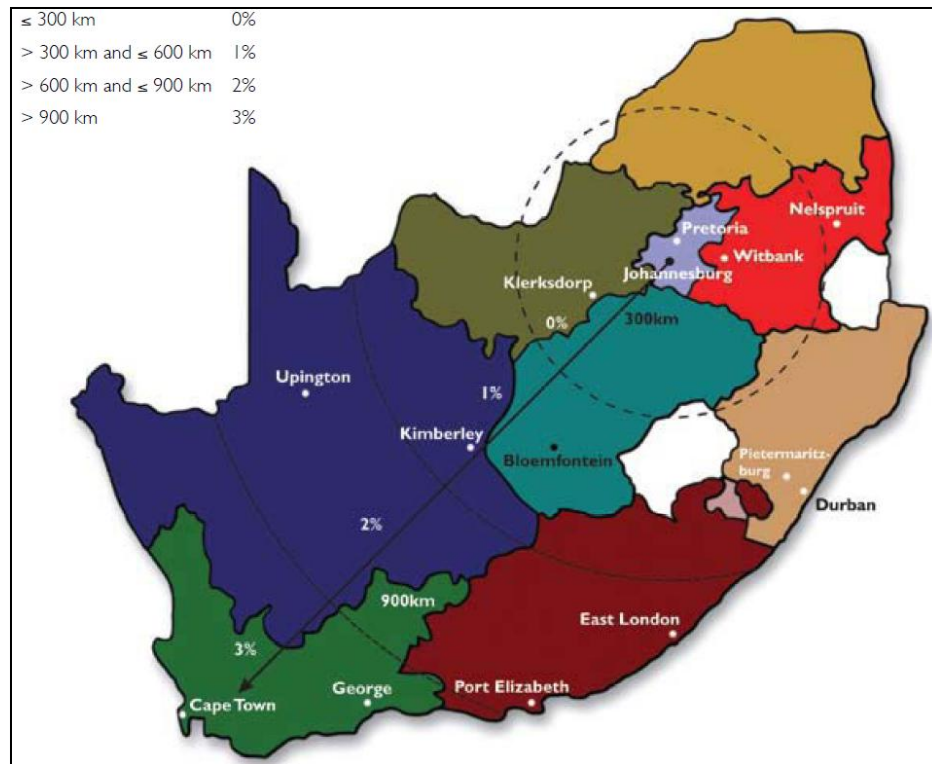 ≤ 300 km 0%
> 300 km and ≤ 600 km 1%
> 600 km and ≤ 900 km 2%
> 900 km 3%
Nelspruit
Pretoria
Witbank
Johannesburg
Klerksdorp
0%
300km
Upington
1%
Kimberley
Bloemfontein
Pietermaritz-
burg
Durban
2%
900km
East London
3%
George
Port Elizabeth
Cape Town